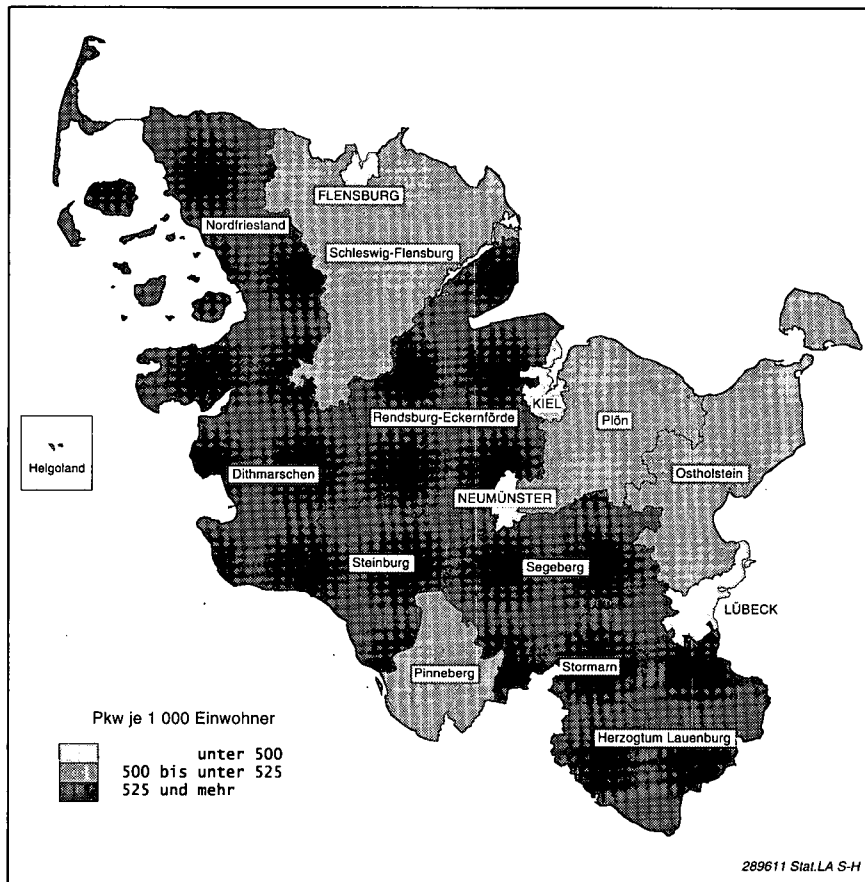 FLENSBURG
Nordfriesland
Schleswig-Flensburg
KIEL
Rendsburg-Eckernförde
Plön
Helgoland
Dithmarschen
Ostholstein
NEUMÜNSTER
Steinburg
Segeberg
LÜBECK
Stormarn
Pinneberg
Pkw je 1 000 Einwohner
Herzogtum Lauenburg
unter 500
500 bis unter 525
525 und mehr
289611 Stat.LA S-H